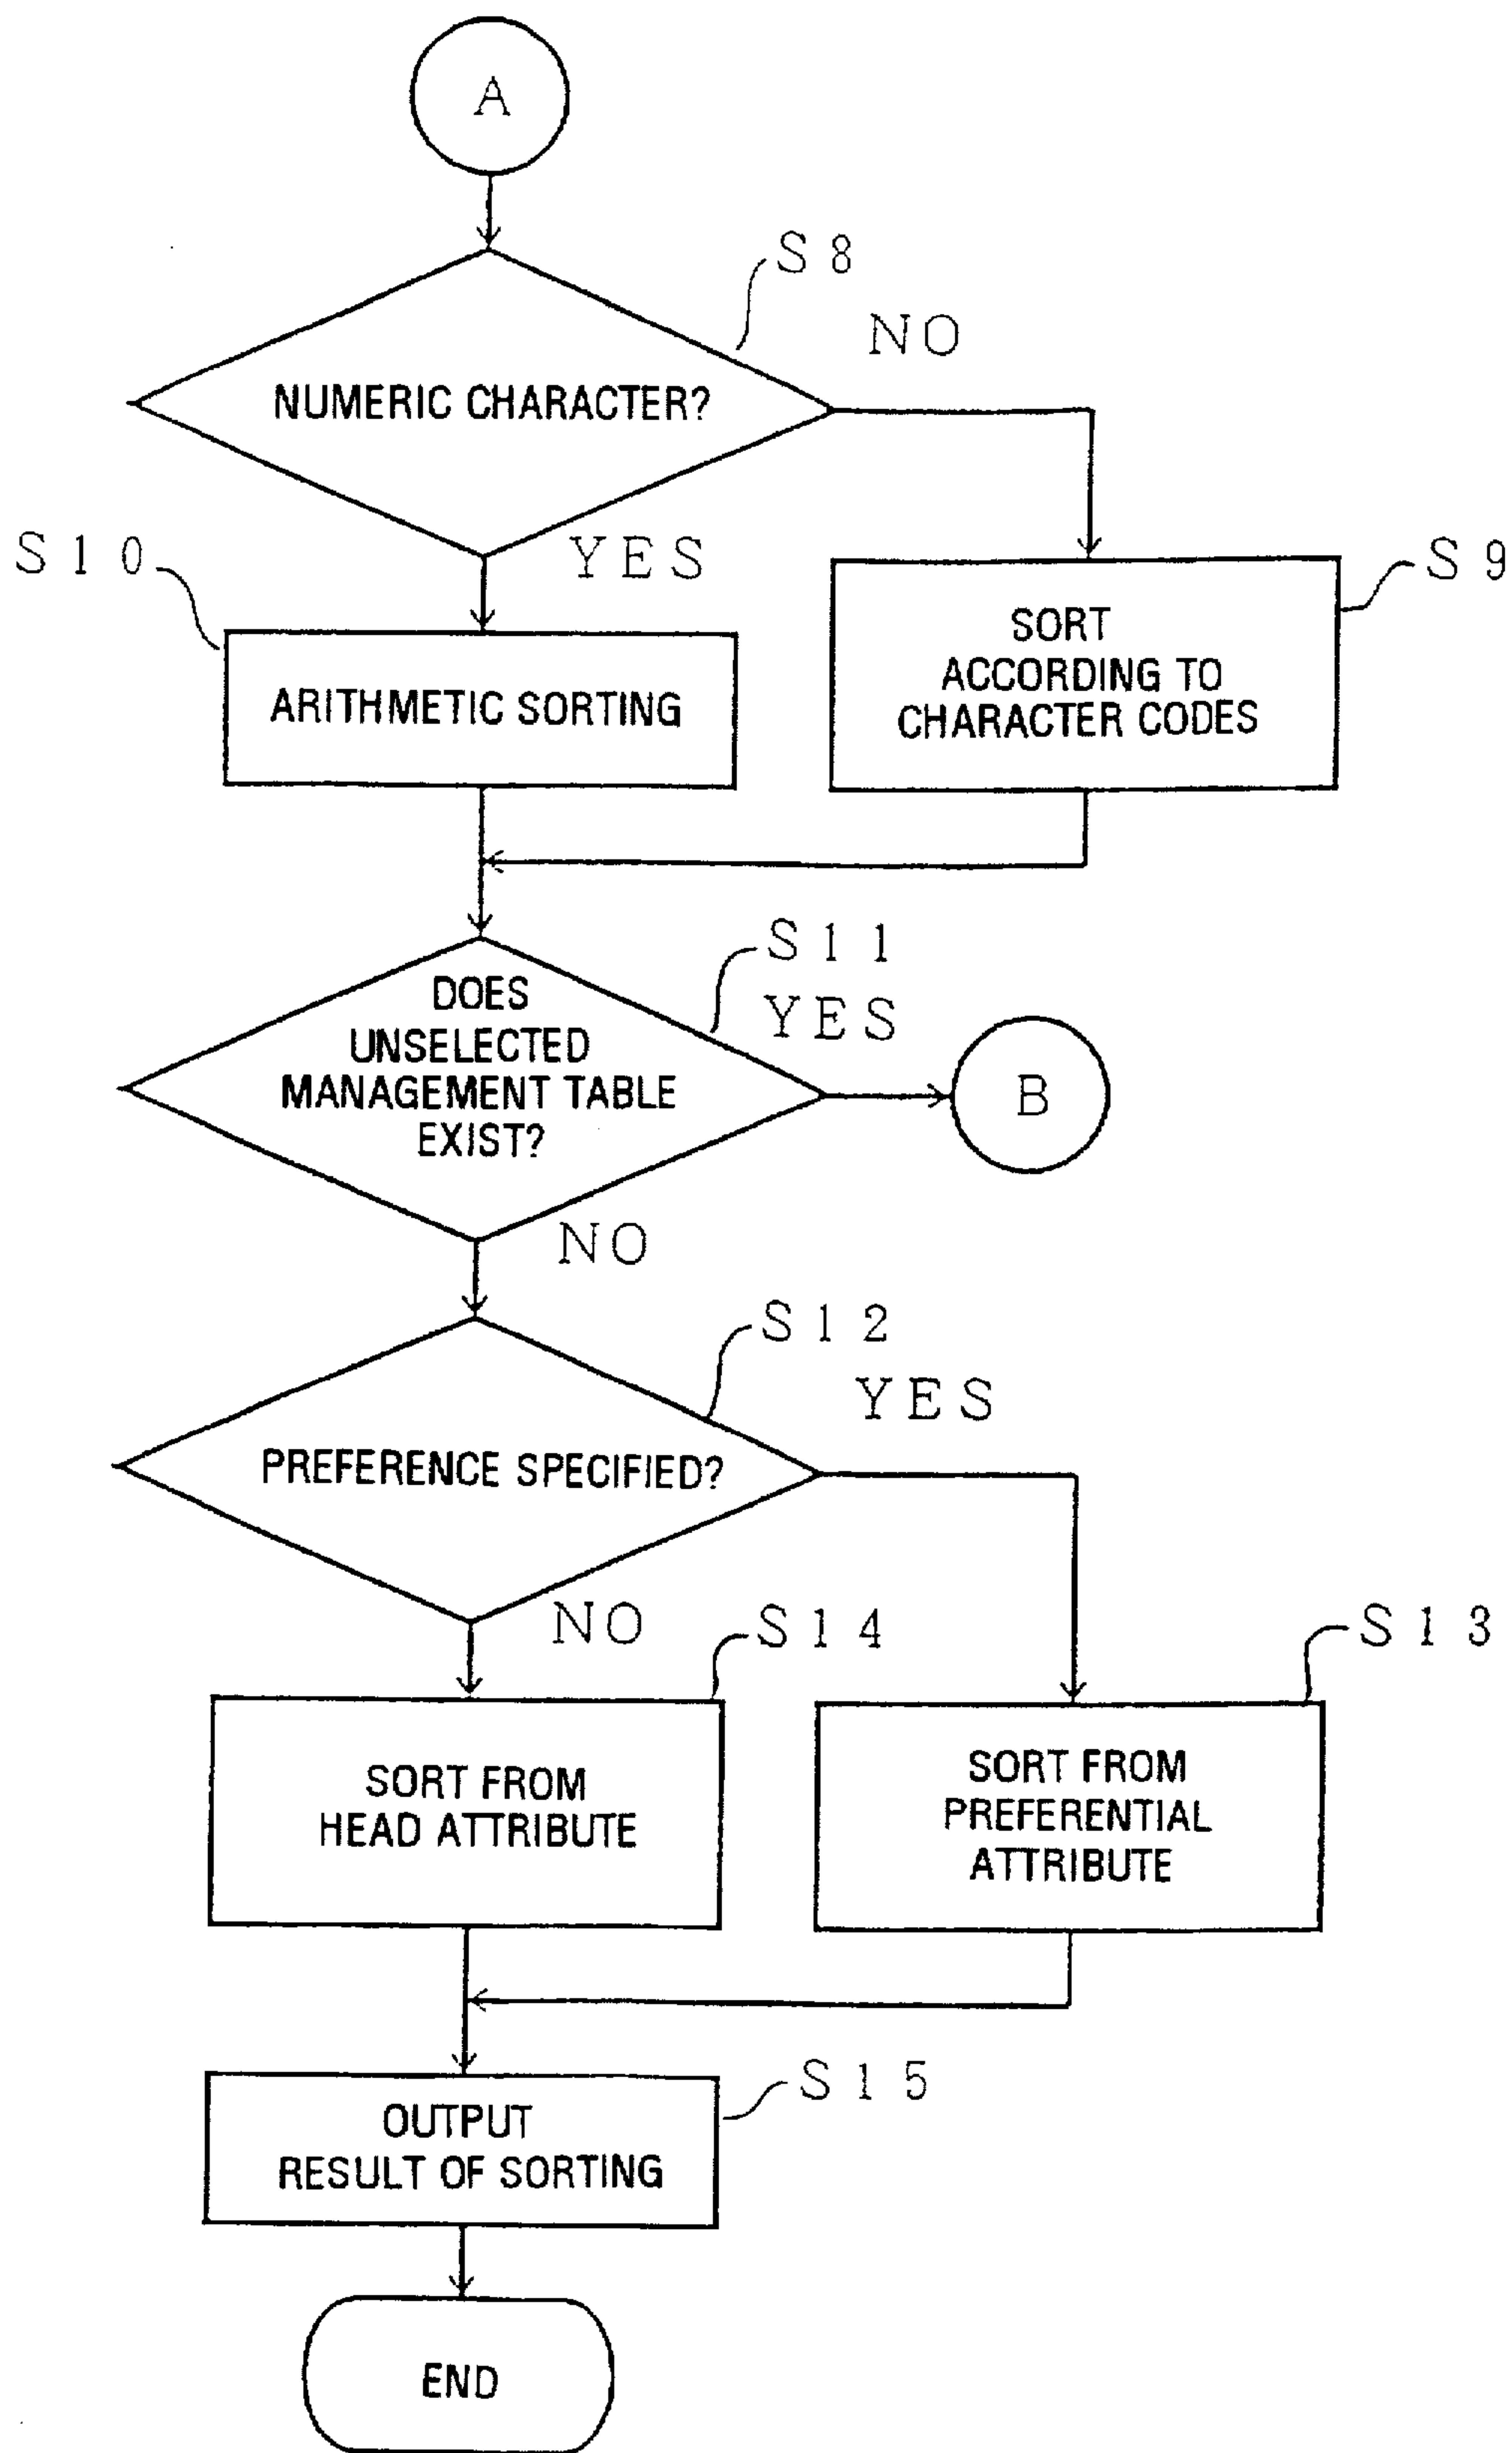 A
S8
NO
NUMERIC CHARACTER?
YES
S10
S9
SORT
ACCORDING TO
CHARACTER CODES
ARITHMETIC SORTING
S11
YES
DOES
UNSELECTED
MANAGEMENT TABLE
EXIST?
B
NO
S12
YES
PREFERENCE SPECIFIED?
NO
S14
S13
SORT FROM
HEAD ATTRIBUTE
SORT FROM
PREFERENTIAL
ATTRIBUTE
S15
OUTPUT
RESULT OF SORTING
END